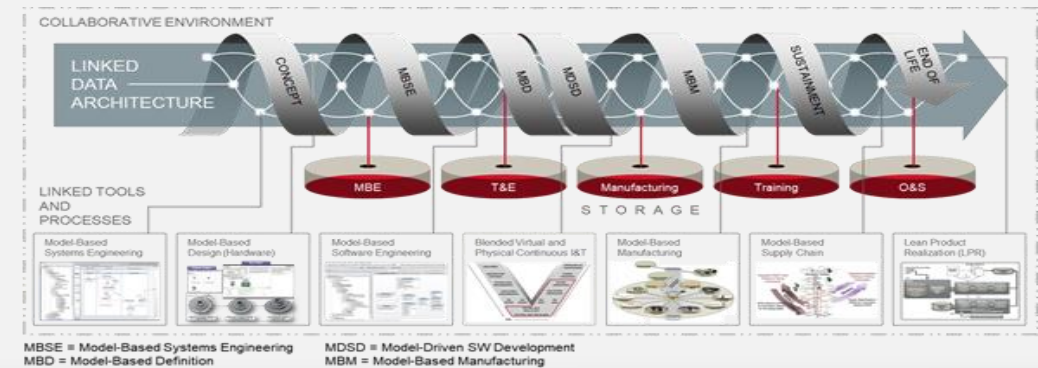 COLLABORATIVE ENVIRONMENT
LINKED
DATA
ARCHITECTURE
CONCEPT
MBSE
MBD
MDSD
MBM
SUSTAINMENT
END OF
LIFE
MBE
T&E
Manufacturing
Training
O&S
STORAGE
LINKED TOOLS
AND
PROCESSES
Model-Based
Systems Engineering
Model-Based
Design (Hardware)
Model-Based
Software Engineering
Blended Virtual and
Physical Continuous I&T
Model-Based
Manufacturing
Model-Based
Supply Chain
Lean Product
Realization (LPR)
MBSE = Model-Based Systems Engineering
MBD = Model-Based Definition
MDSD = Model-Driven SW Development
MBM = Model-Based Manufacturing